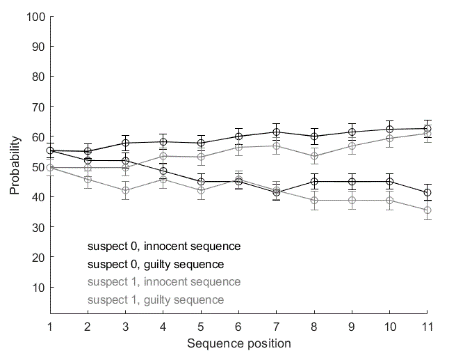 100
90
80
70
60
50
40
30
20
10
Probability
suspect 0, innocent sequence
suspect 0, guilty sequence
suspect 1, innocent sequence
suspect 1, guilty sequence
1 2 3 4 5 6 7 8 9 10 11
Sequence position